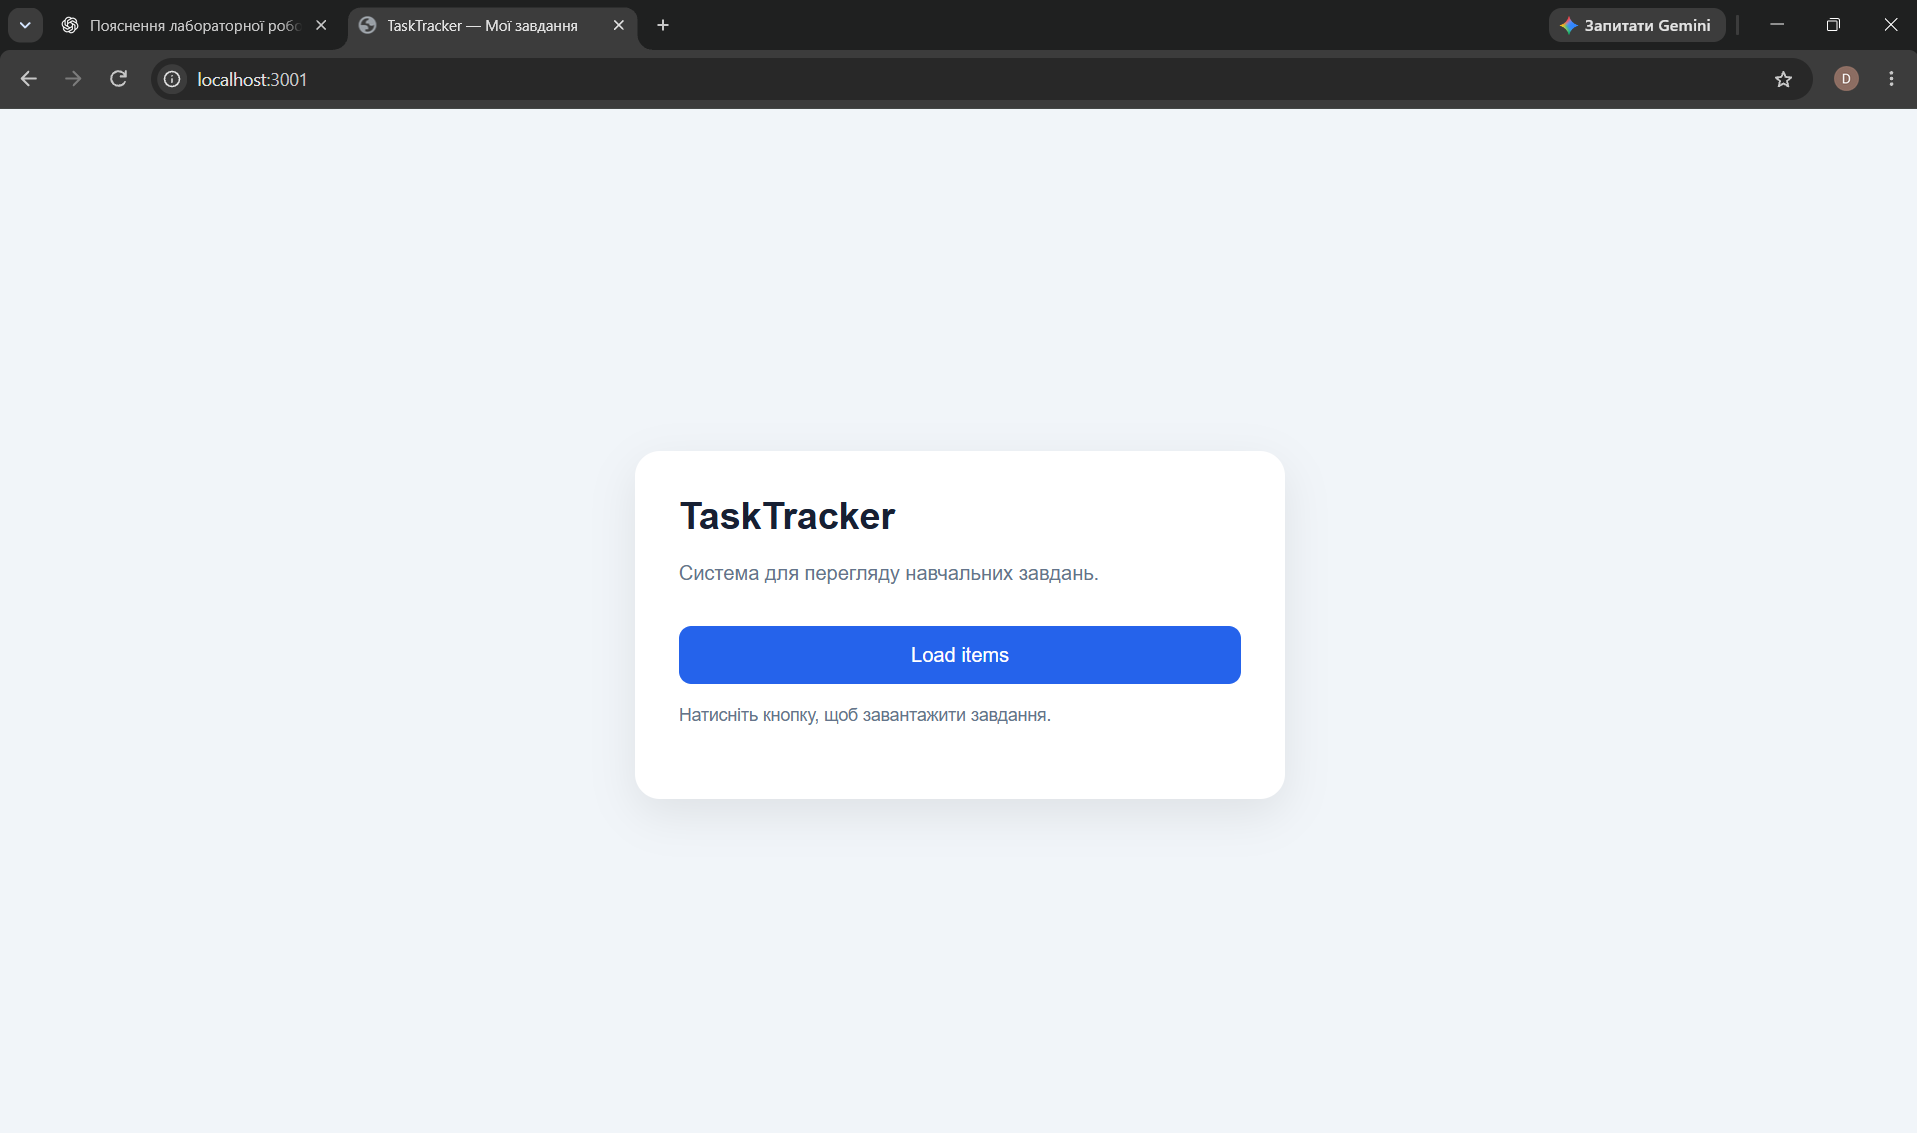 Пояснення лабораторної робо
TaskTracker — Мої завдання
Запитати Gemini
localhost:3001
D
TaskTracker
Система для перегляду навчальних завдань.
Load items
Натисніть кнопку, щоб завантажити завдання.